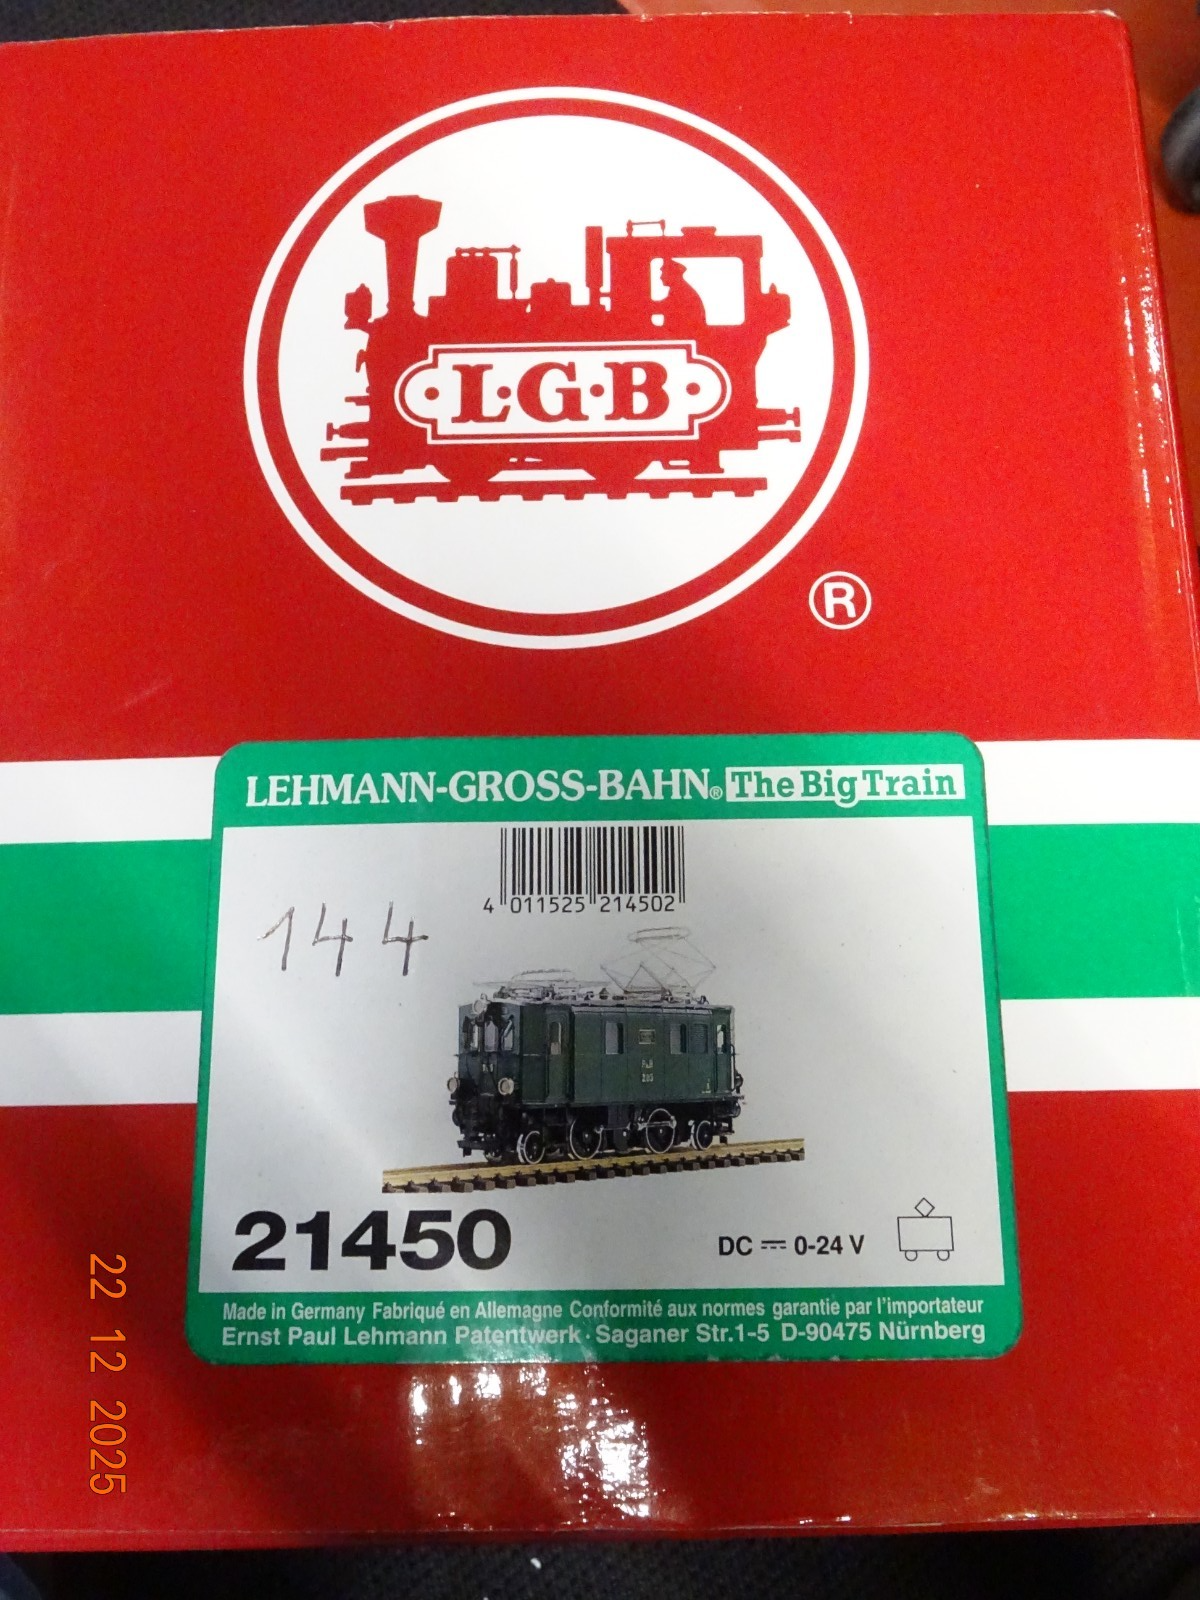 L·G·B
®
LEHMANN-GROSS-BAHN® The Big Train
4 011525 214502
144
21450
DC 0-24 V
Made in Germany Fabriqué en Allemagne Conformité aux normes garantie par l'importateur
Ernst Paul Lehmann Patentwerk · Saganer Str.1-5 D-90475 Nürnberg
22 12 2025